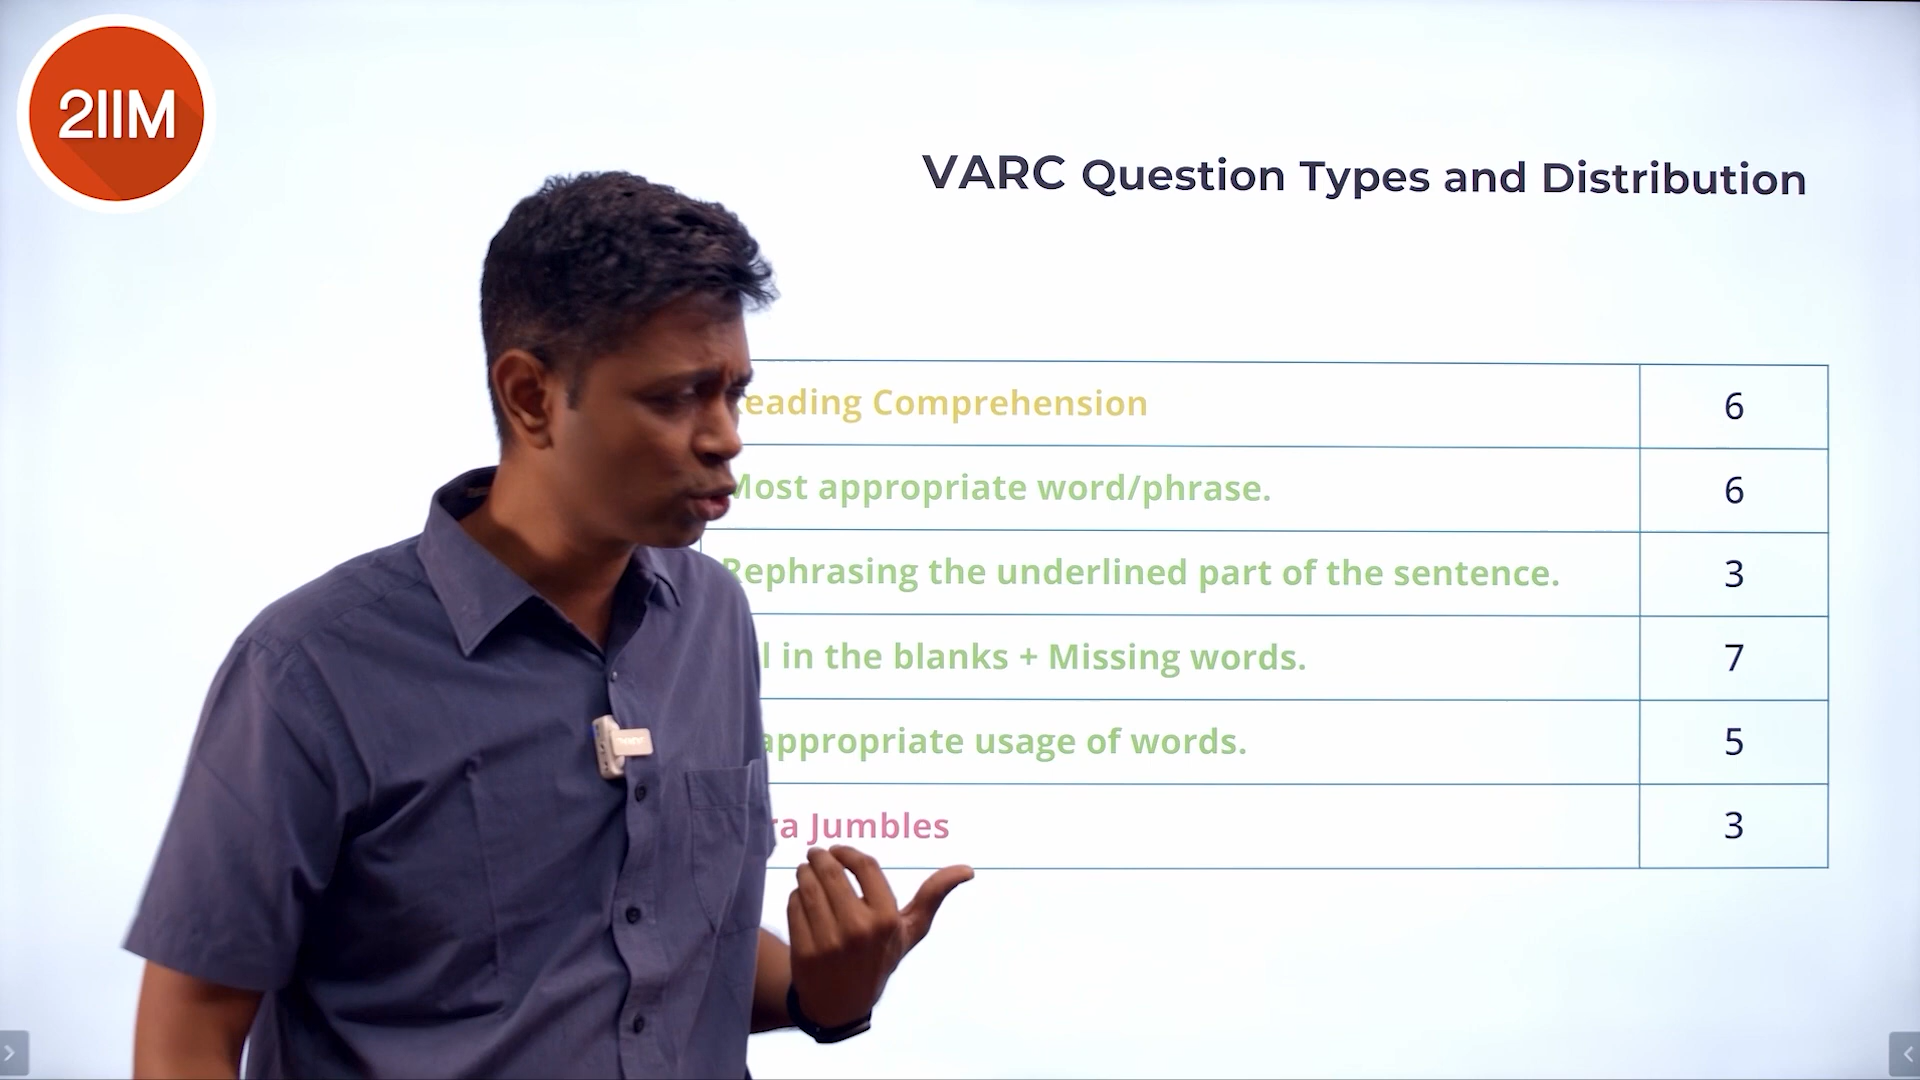 2IIM
VARC Question Types and Distribution
Reading Comprehension 6
Most appropriate word/phrase. 6
Rephrasing the underlined part of the sentence. 3
in the blanks + Missing words. 7
appropriate usage of words. 5
Jumbles 3